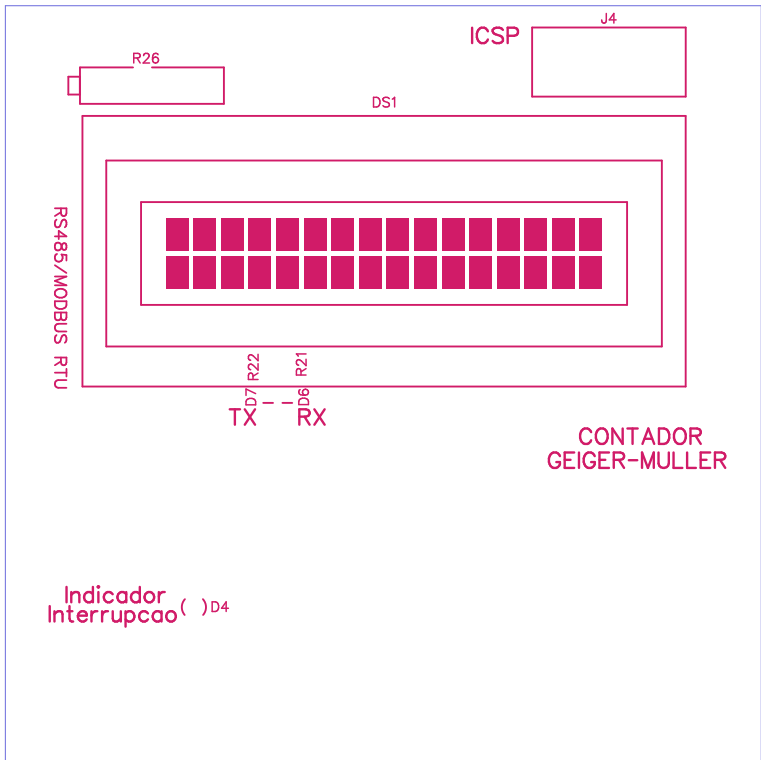 J4
ICSP
R26
DS1
RS485/MODBUS RTU
R22
R21
D7
D6
TX
RX
CONTADOR
GEIGER-MULLER
Indicador
Interrupcao
D4